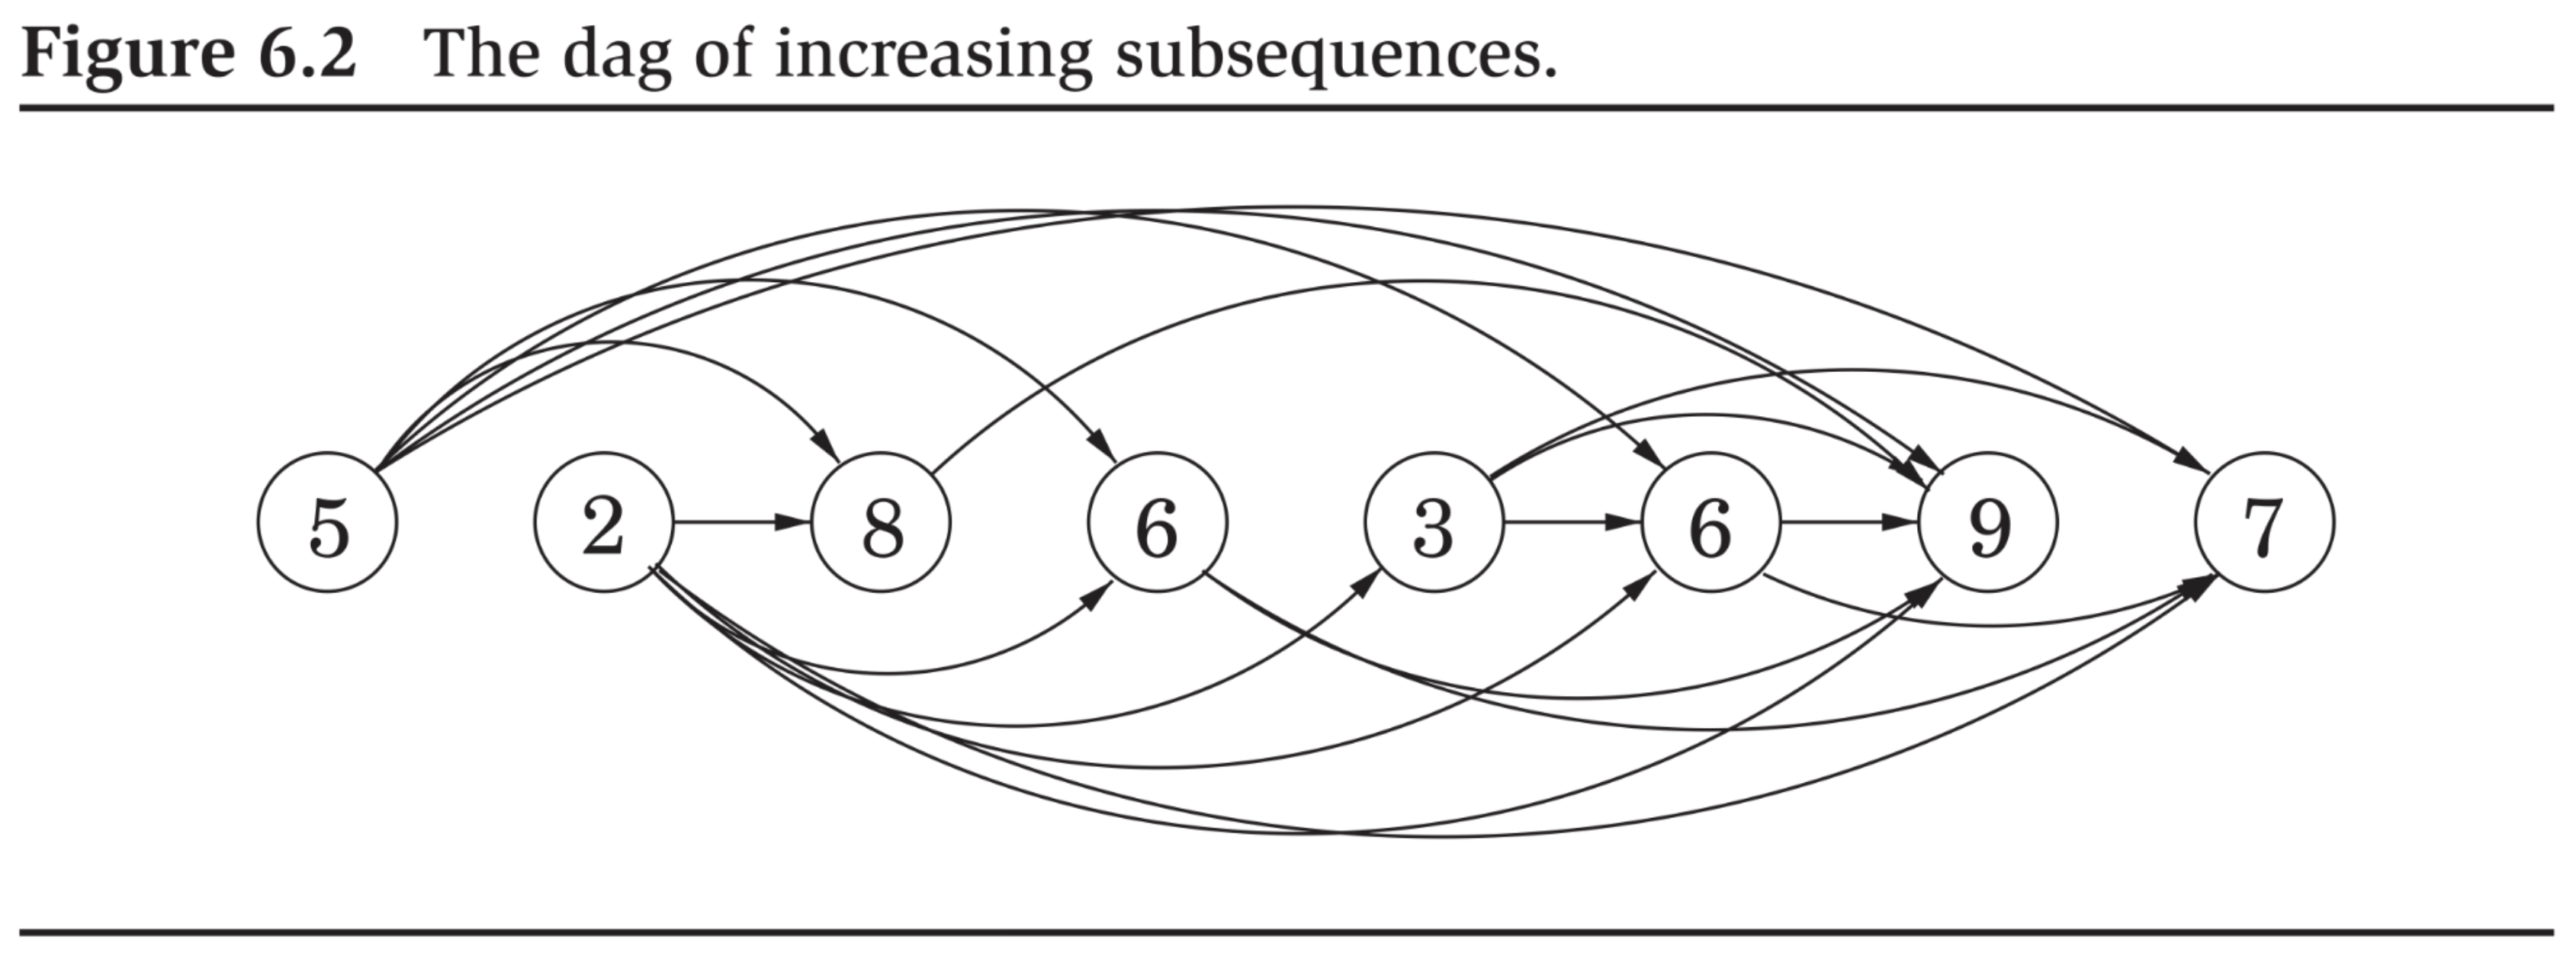 Figure 6.2 The dag of increasing subsequences.
5 2 8 6 3 6 9 7